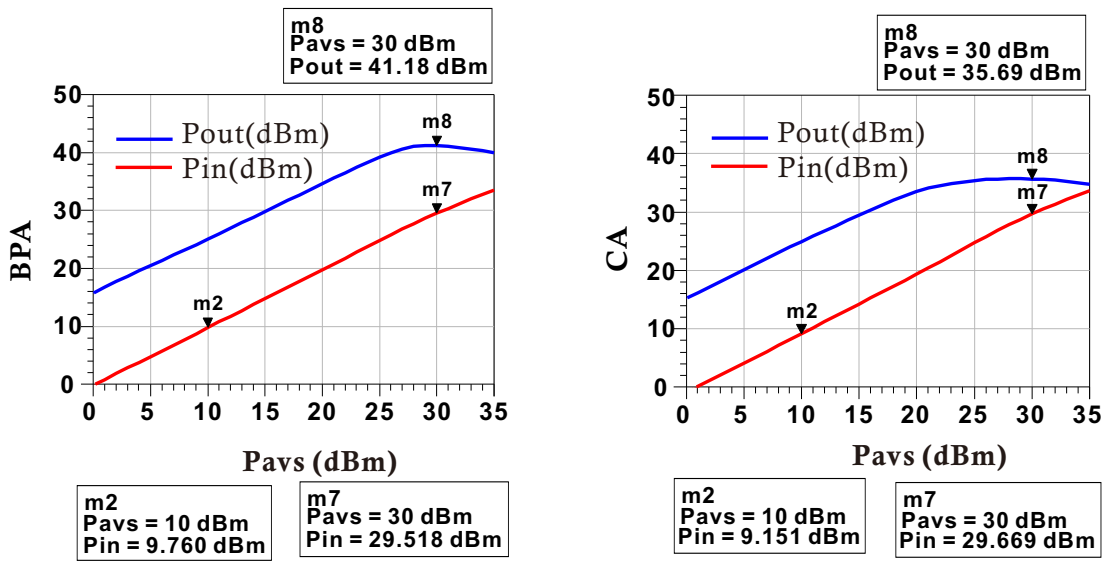 m8
Pavs = 30 dBm
Pout = 41.18 dBm
50
40
30
20
10
0
BPA
Pout(dBm)
Pin(dBm)
m8
m7
m2
0 5 10 15 20 25 30 35
Pavs (dBm)
m2
Pavs = 10 dBm
Pin = 9.760 dBm
m7
Pavs = 30 dBm
Pin = 29.518 dBm
m8
Pavs = 30 dBm
Pout = 35.69 dBm
50
40
30
20
10
0
CA
Pout(dBm)
Pin(dBm)
m8
m7
m2
0 5 10 15 20 25 30 35
Pavs (dBm)
m2
Pavs = 10 dBm
Pin = 9.151 dBm
m7
Pavs = 30 dBm
Pin = 29.669 dBm